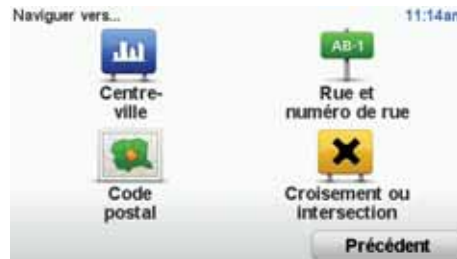 Naviguer vers...
11:14am
AB-1
Centre-
ville
Rue et
numéro de rue
Code
postal
Croisement ou
intersection
Précédent